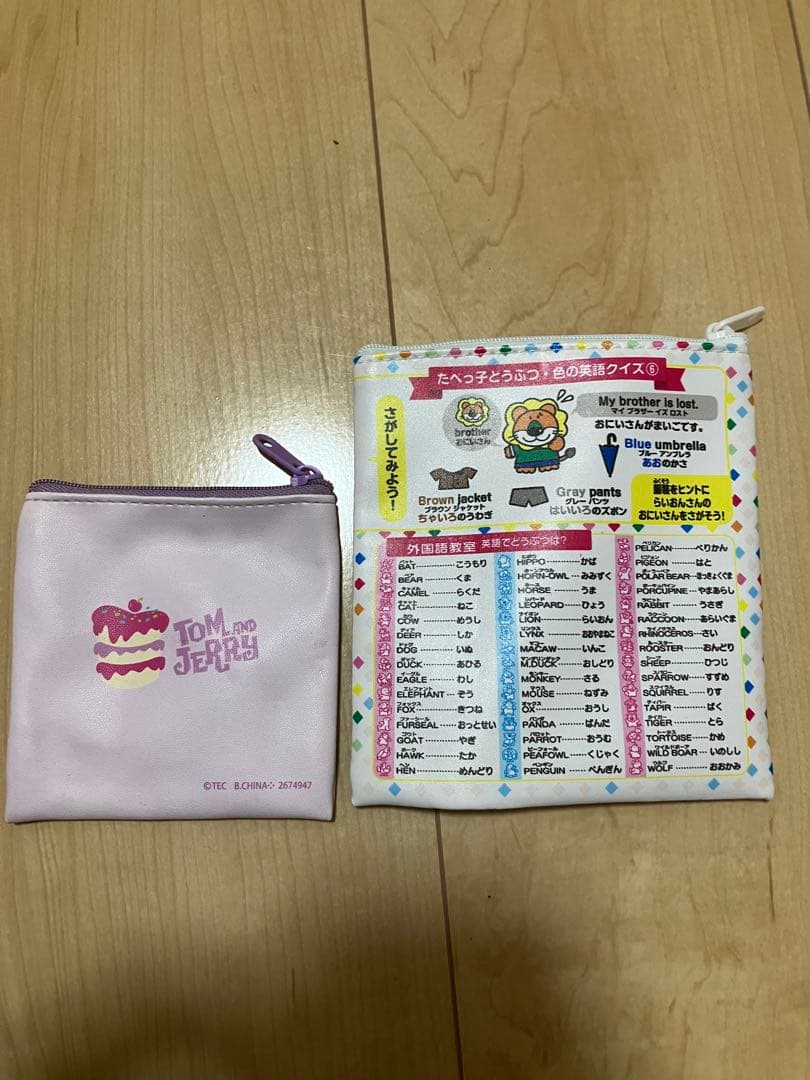 TOM AND
JERRY
©TEC B.CHINA 2674947
たべっ子どうぶつ・色の英語クイズ⑥
さがしてみよう!
brother
おにいさん
My brother is lost.
マイ ブラザー イズ ロスト
おにいさんがまいごです。
Blue umbrella
ブルー アンブレラ
あおのかさ
Brown jacket
ブラウン ジャケット
ちゃいろのうわぎ
Gray pants
グレー パンツ
はいいろのズボン
服装をヒントに
らいおんさんの
おにいさんをさがそう!
外国語教室 英語でどうぶつは?
BAT………こうもり
BEAR………くま
CAMEL……らくだ
CAT………ねこ
COW………めうし
DEER………しか
DOG………いぬ
DUCK………あひる
EAGLE……わし
ELEPHANT…ぞう
FOX………きつね
FURSEAL…おっとせい
GOAT………やぎ
HAWK………たか
HEN………めんどり
HIPPO………かば
HORN-OWL…みみずく
HORSE………うま
LEOPARD……ひょう
LION………らいおん
LYNX………おおやまねこ
MACAW……いんこ
M.DUCK……おしどり
MONKEY……さる
MOUSE……ねずみ
OX………おうし
PANDA……ぱんだ
PARROT……おうむ
PEAFOWL…くじゃく
PENGUIN……ぺんぎん
PELICAN……ぺりかん
PIGEON………はと
POLAR BEAR…ほっきょくぐま
PORCUPINE…やまあらし
RABBIT……うさぎ
RACCOON…あらいぐま
RHINOCEROS…さい
ROOSTER……おんどり
SHEEP………ひつじ
SPARROW…すずめ
SQUIRREL…りす
TAPIR………ばく
TIGER………とら
TORTOISE…かめ
WILD BOAR…いのしし
WOLF………おおかみ